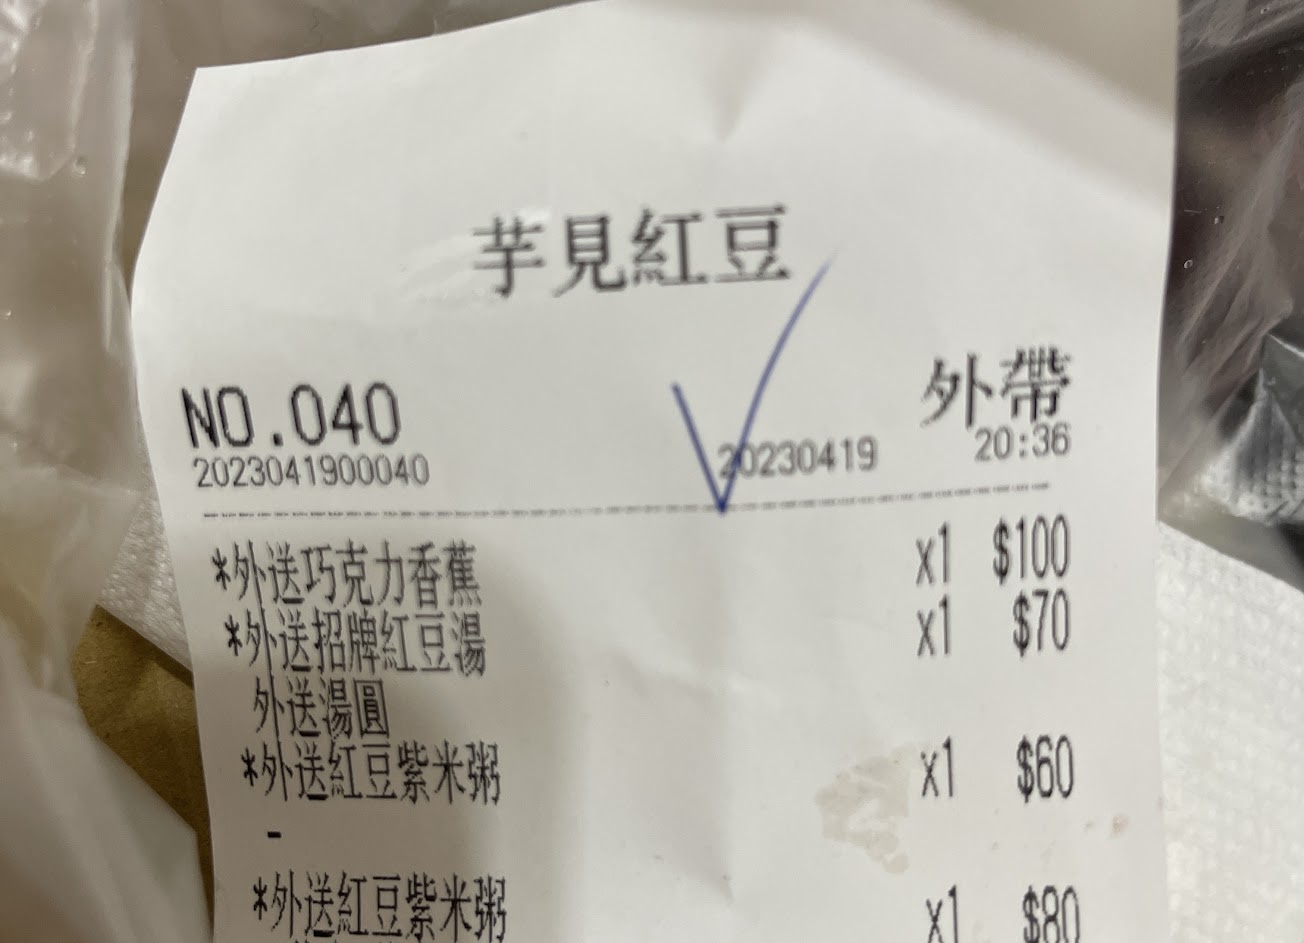 芋見紅豆
NO.040
外帶
2023041900040
20230419
20:36
*外送巧克力香蕉 x1 $100
*外送招牌紅豆湯 x1 $70
外送湯圓
*外送紅豆紫米粥 x1 $60
-
*外送紅豆紫米粥 x1 $80